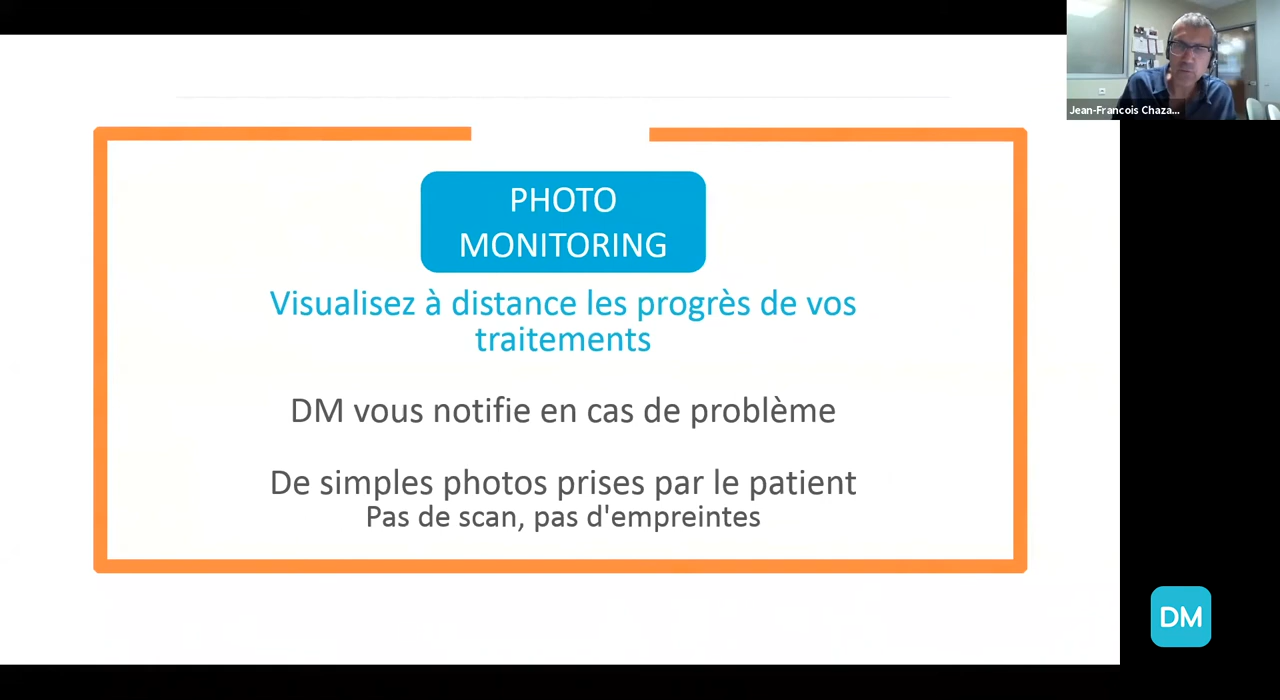 Jean-Francois Chaza...
PHOTO
MONITORING
Visualisez à distance les progrès de vos
traitements
DM vous notifie en cas de problème
De simples photos prises par le patient
Pas de scan, pas d'empreintes
DM